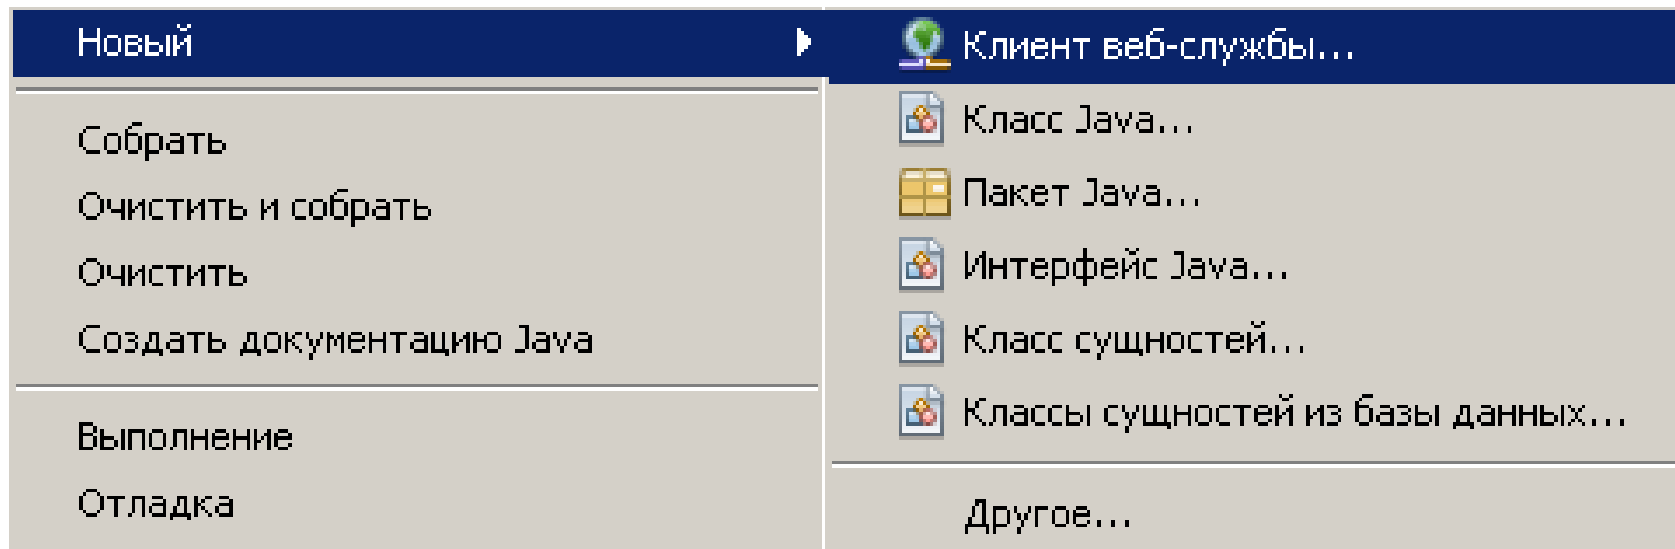 Новый
Собрать
Очистить и собрать
Очистить
Создать документацию Java
Выполнение
Отладка
Клиент веб-службы...
Класс Java...
Пакет Java...
Интерфейс Java...
Класс сущностей...
Классы сущностей из базы данных...
Другое...